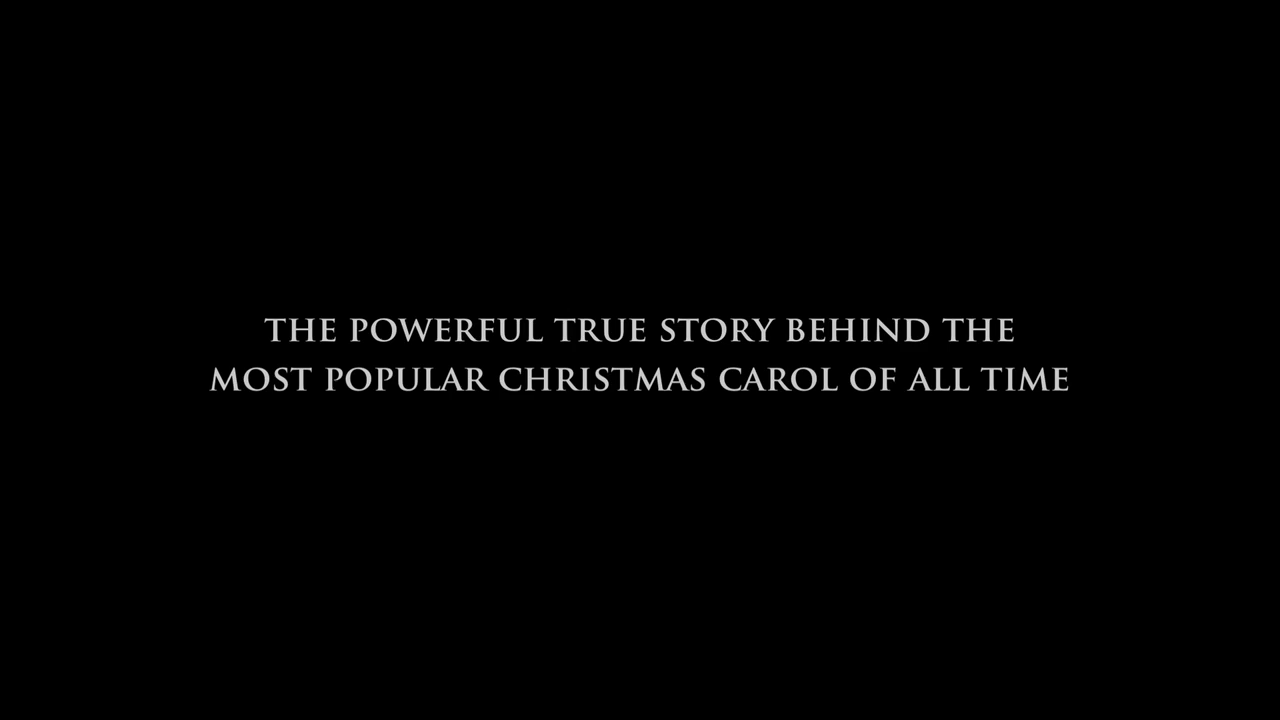 THE POWERFUL TRUE STORY BEHIND THE
MOST POPULAR CHRISTMAS CAROL OF ALL TIME